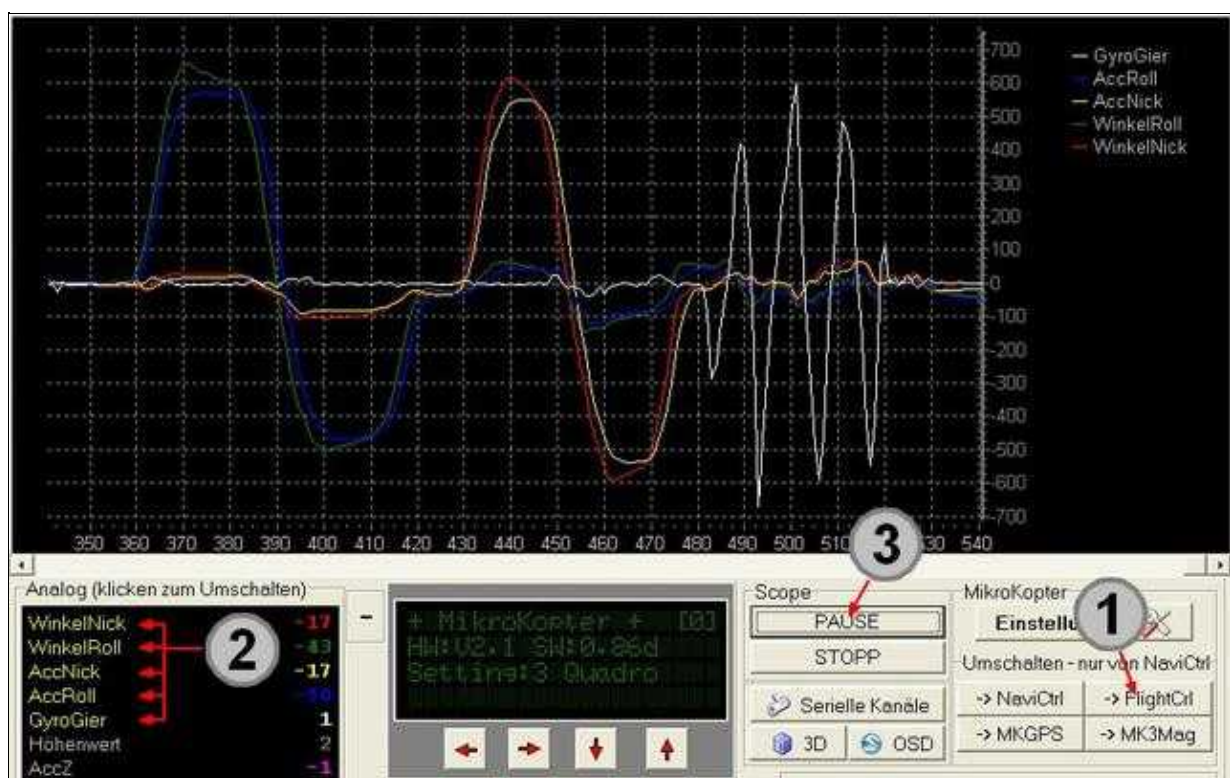 700
600
500
400
300
200
100
0
-100
-200
-300
-400
-500
-600
-700
GyroGier
AccRoll
AccNick
WinkelRoll
WinkelNick
350 360 370 380 390 400 410 420 430 440 450 460 470 480 490 500 510 530 540
3
Analog (klicken zum Umschalten)
WinkelNick -17
WinkelRoll -43
AccNick -17
AccRoll
GyroGier 1
Höhenwert 2
AccZ -1
2
-
+ MikroKopter + [0]
HW:V2.1 SW:0.86d
Setting:3 Quadro
Scope
PAUSE
STOPP
Serielle Kanäle
3D
OSD
MikroKopter
Einstellu
1
Umschalten - nur von NaviCtrl
-> NaviCtrl
-> FlightCrl
-> MKGPS
-> MK3Mag